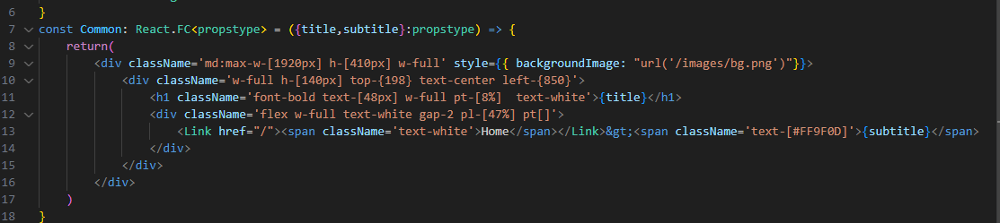 6 }
7 const Common: React.FC<propstype> = ({title,subtitle}:propstype) => {
8 return(
9 <div className='md:max-w-[1920px] h-[410px] w-full' style={{ backgroundImage: "url('/images/bg.png')"}}>
10 <div className='w-full h-[140px] top-{198} text-center left-{850}'>
11 <h1 className='font-bold text-[48px] w-full pt-[8%]  text-white'>{title}</h1>
12 <div className='flex w-full text-white gap-2 pl-[47%] pt[]'>
13 <Link href="/"><span className='text-white'>Home</span></Link>&gt;<span className='text-[#FF9F0D]'>{subtitle}</span>
14 </div>
15 </div>
16 </div>
17 )
18 }